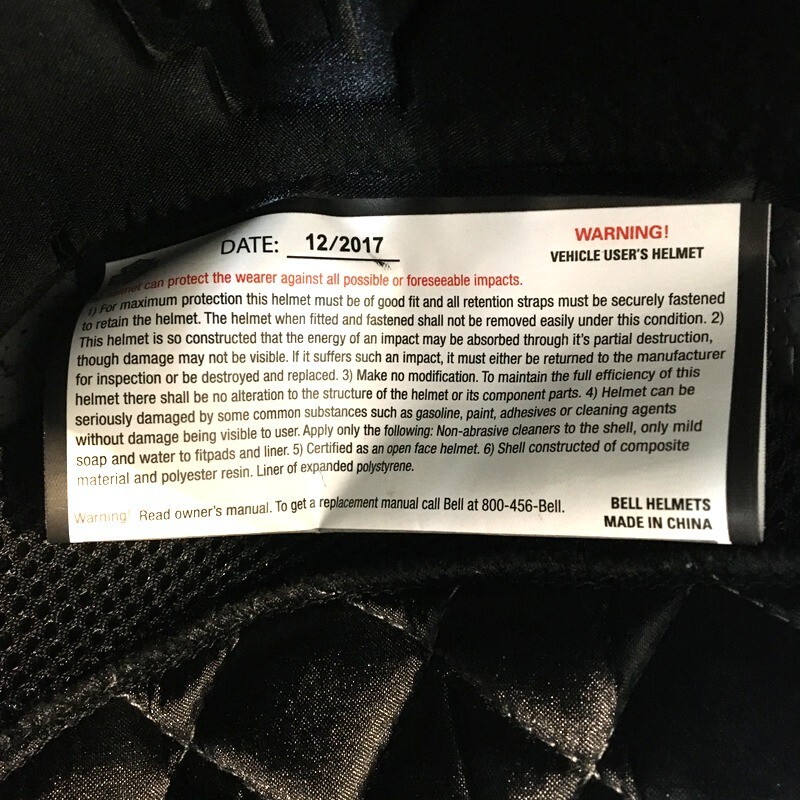 DATE: 12/2017
WARNING!
VEHICLE USER'S HELMET
can protect the wearer against all possible or foreseeable impacts.
1) For maximum protection this helmet must be of good fit and all retention straps must be securely fastened
to retain the helmet. The helmet when fitted and fastened shall not be removed easily under this condition. 2)
This helmet is so constructed that the energy of an impact may be absorbed through it's partial destruction,
though damage may not be visible. If it suffers such an impact, it must either be returned to the manufacturer
for inspection or be destroyed and replaced. 3) Make no modification. To maintain the full efficiency of this
helmet there shall be no alteration to the structure of the helmet or its component parts. 4) Helmet can be
seriously damaged by some common substances such as gasoline, paint, adhesives or cleaning agents
without damage being visible to user. Apply only the following: Non-abrasive cleaners to the shell, only mild
soap and water to fitpads and liner. 5) Certified as an open face helmet. 6) Shell constructed of composite
material and polyester resin. Liner of expanded polystyrene.
Warning! Read owner's manual. To get a replacement manual call Bell at 800-456-Bell.
BELL HELMETS
MADE IN CHINA